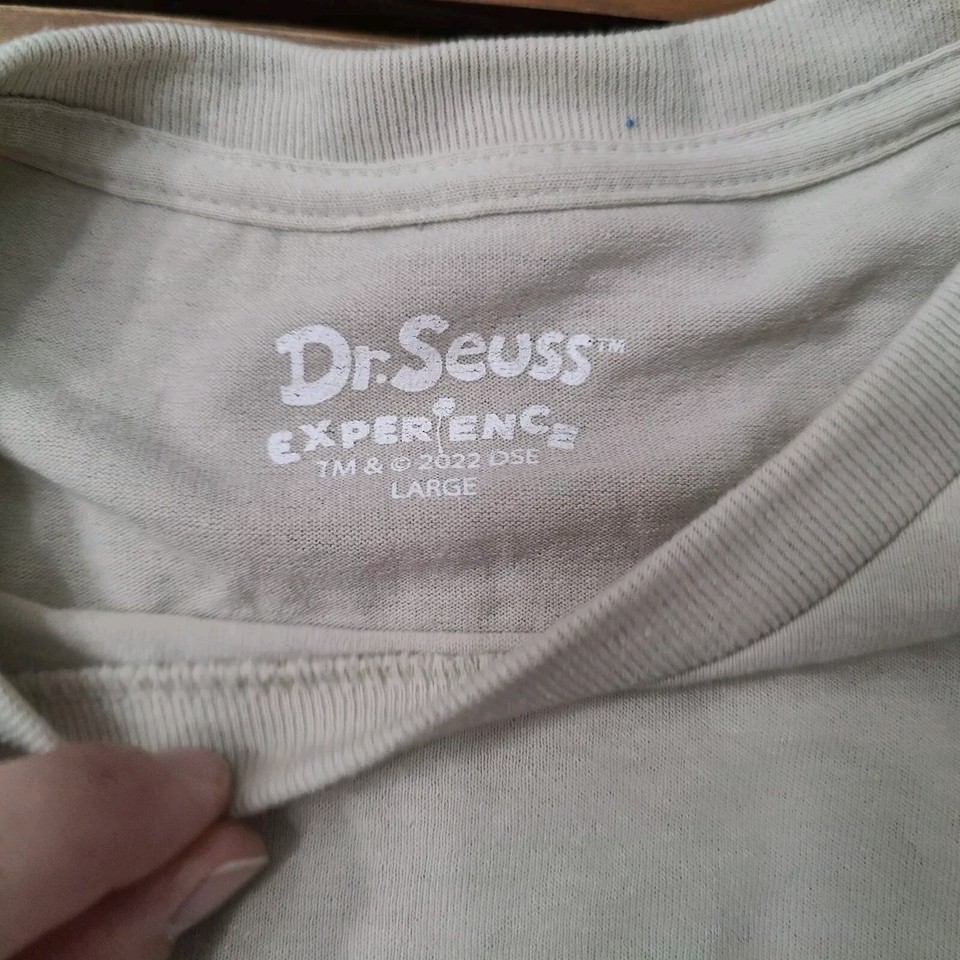 Dr. Seuss™
EXPERIENCE
TM & © 2022 DSE
LARGE